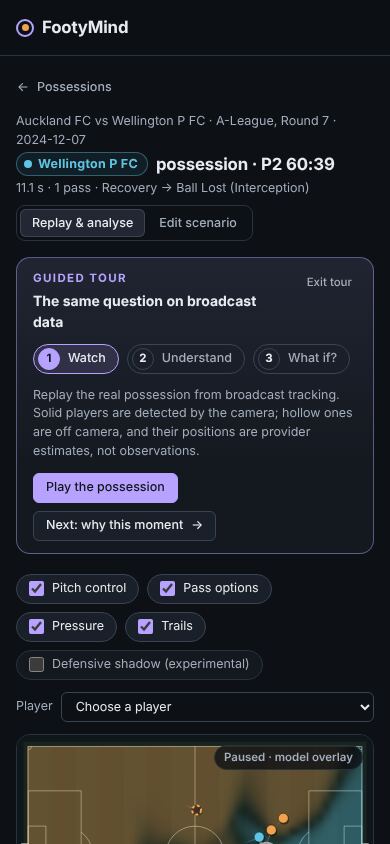 FootyMind
← Possessions
Auckland FC vs Wellington P FC · A-League, Round 7 ·
2024-12-07
Wellington P FC possession · P2 60:39
11.1 s · 1 pass · Recovery → Ball Lost (Interception)
Replay & analyse Edit scenario
GUIDED TOUR
Exit tour
The same question on broadcast
data
1 Watch 2 Understand 3 What if?
Replay the real possession from broadcast tracking.
Solid players are detected by the camera; hollow ones
are off camera, and their positions are provider
estimates, not observations.
Play the possession
Next: why this moment →
Pitch control Pass options
Pressure Trails
Defensive shadow (experimental)
Player Choose a player
Paused · model overlay